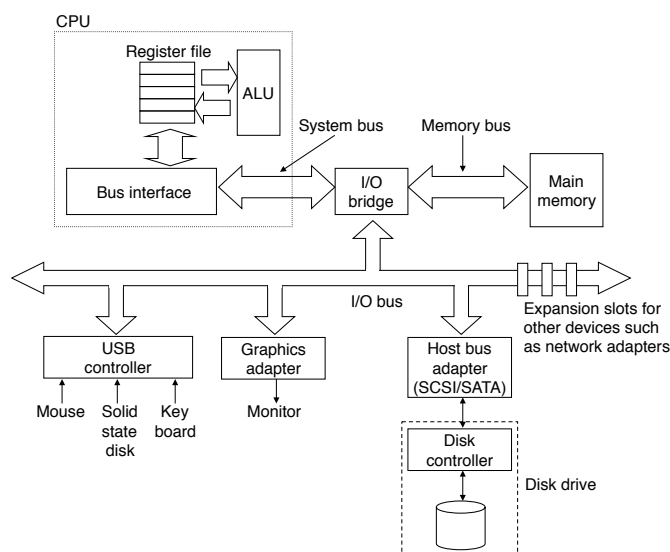 CPU
Register file
ALU
System bus
Memory bus
Bus interface
I/O
bridge
Main
memory
I/O bus
Expansion slots for
other devices such
as network adapters
USB
controller
Graphics
adapter
Host bus
adapter
(SCSI/SATA)
Mouse
Solid
state
disk
Key
board
Monitor
Disk
controller
Disk drive